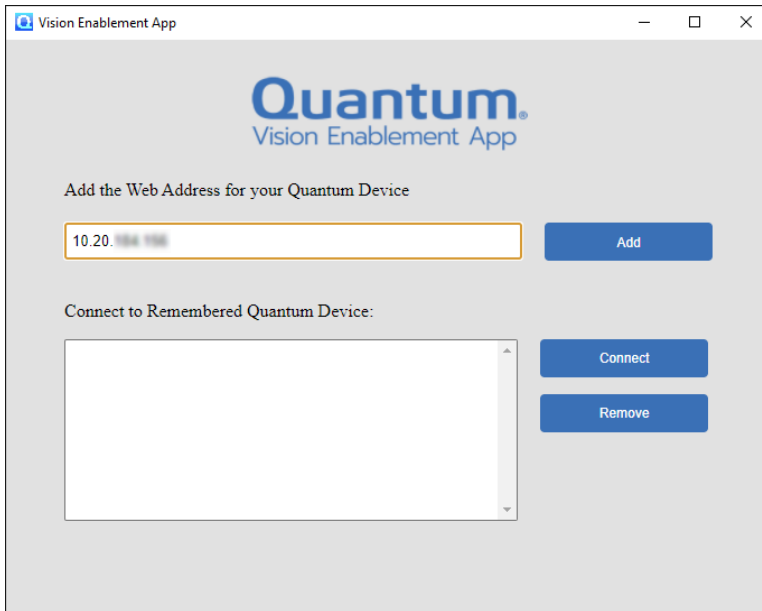 Vision Enablement App
Quantum®
Vision Enablement App
Add the Web Address for your Quantum Device
10.20.
Add
Connect to Remembered Quantum Device:
Connect
Remove